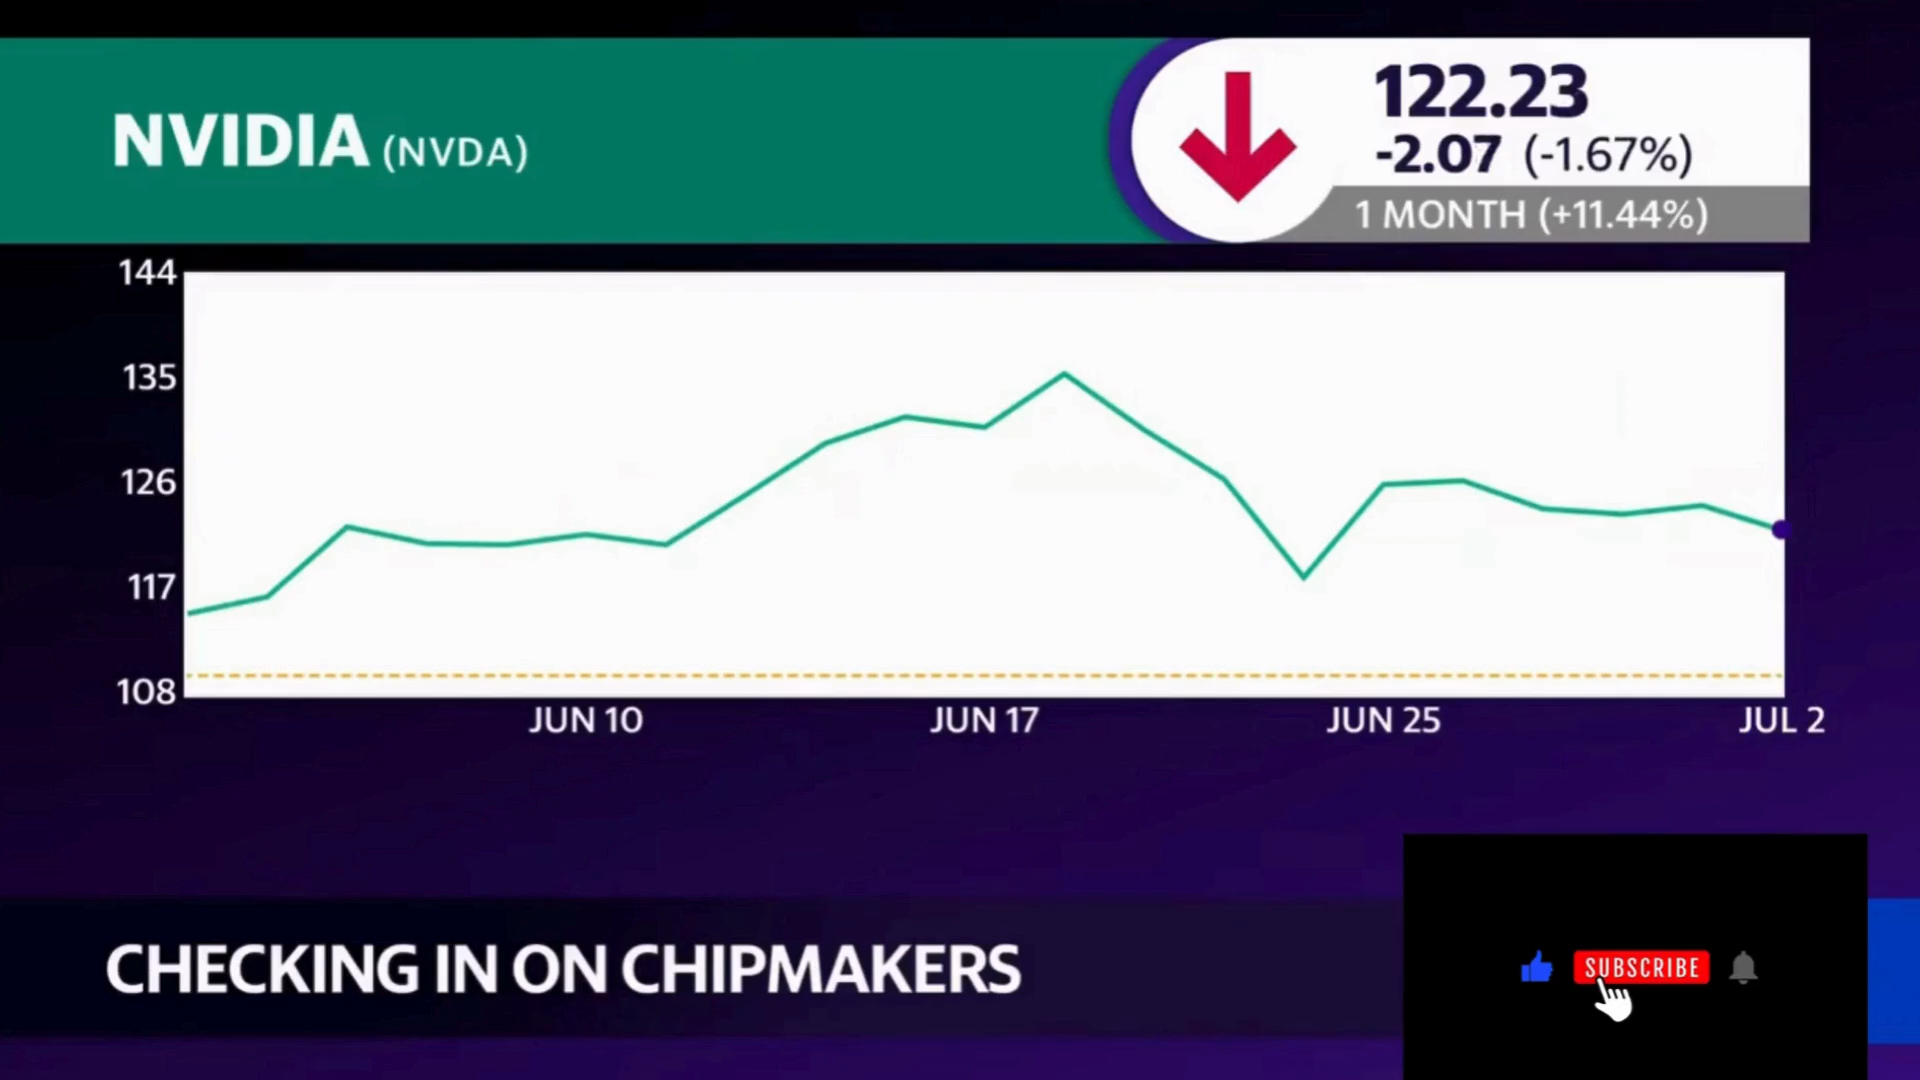 NVIDIA (NVDA)
122.23
-2.07 (-1.67%)
1 MONTH (+11.44%)
144
135
126
117
108
JUN 10 JUN 17 JUN 25 JUL 2
CHECKING IN ON CHIPMAKERS
SUBSCRIBE